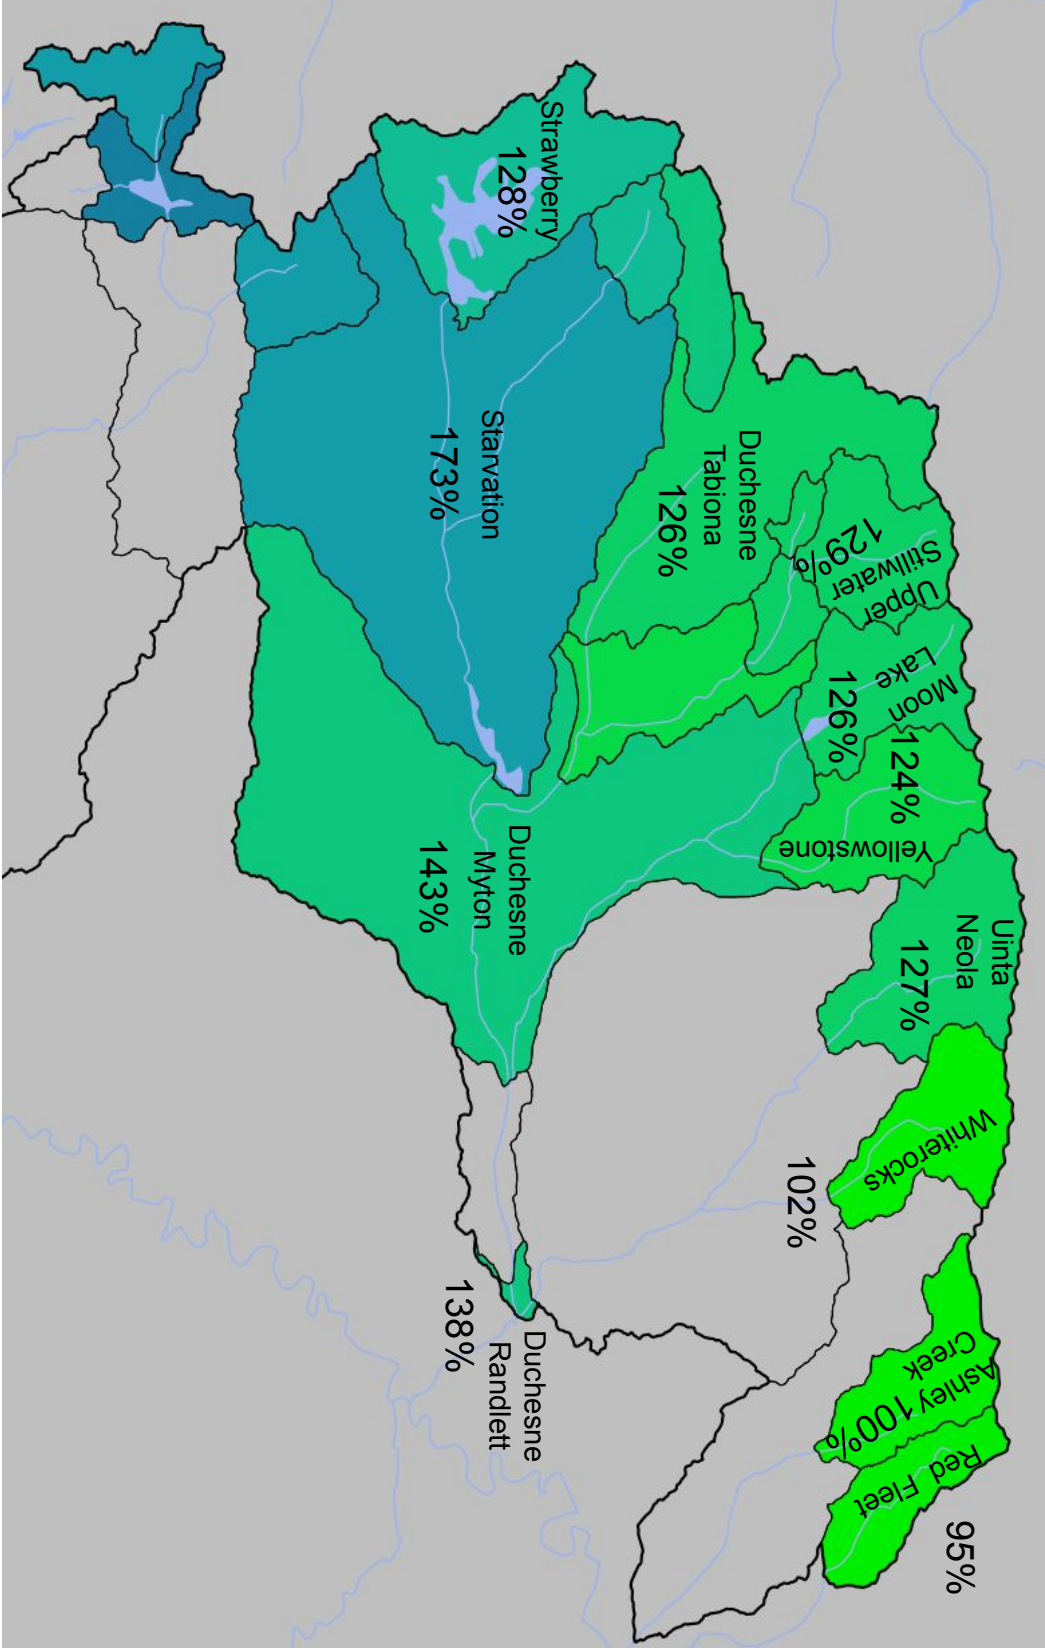 Strawberry
128%
Starvation
173%
Duchesne
Tabiona
126%
Upper
Stillwater
129%
Moon
Lake
126%
124%
Yellowstone
Uinta
Neola
127%
Duchesne
Myton
143%
Whiterocks
102%
Duchesne
Randlett
138%
Ashley
Creek
100%
Red Fleet
95%